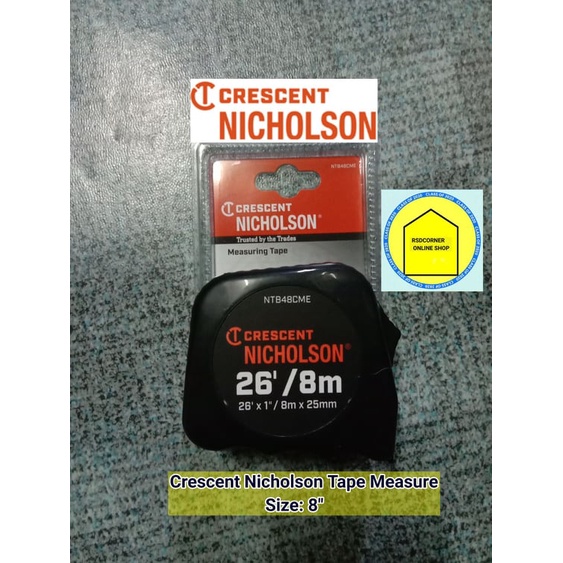 CRESCENT
NICHOLSON
NTB48CME
CRESCENT
NICHOLSON®
Trusted by the Trades
Measuring Tape
RSDCORNER
ONLINE SHOP
NTB48CME
CRESCENT
NICHOLSON®
26'/8m
26' x 1" / 8m x 25mm
Crescent Nicholson Tape Measure
Size: 8"